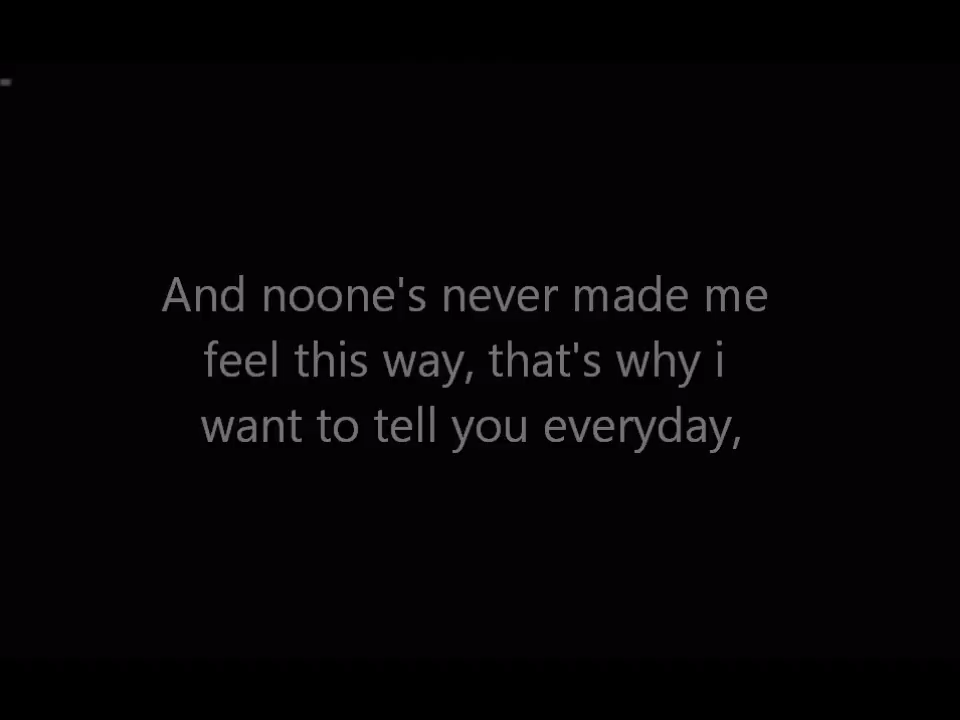 And noone's never made me
feel this way, that's why i
want to tell you everyday,